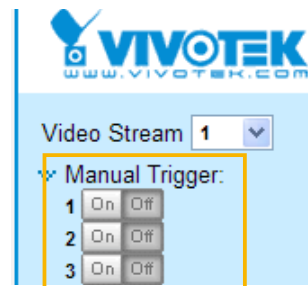 VIVOTEK
www.vivotek.com
Video Stream 1
Manual Trigger:
1 On Off
2 On Off
3 On Off